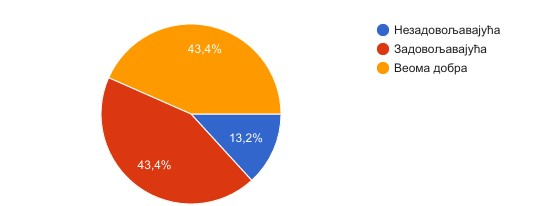 43,4%
13,2%
43,4%
Незадовољавајућа
Задовољавајућа
Веома добра